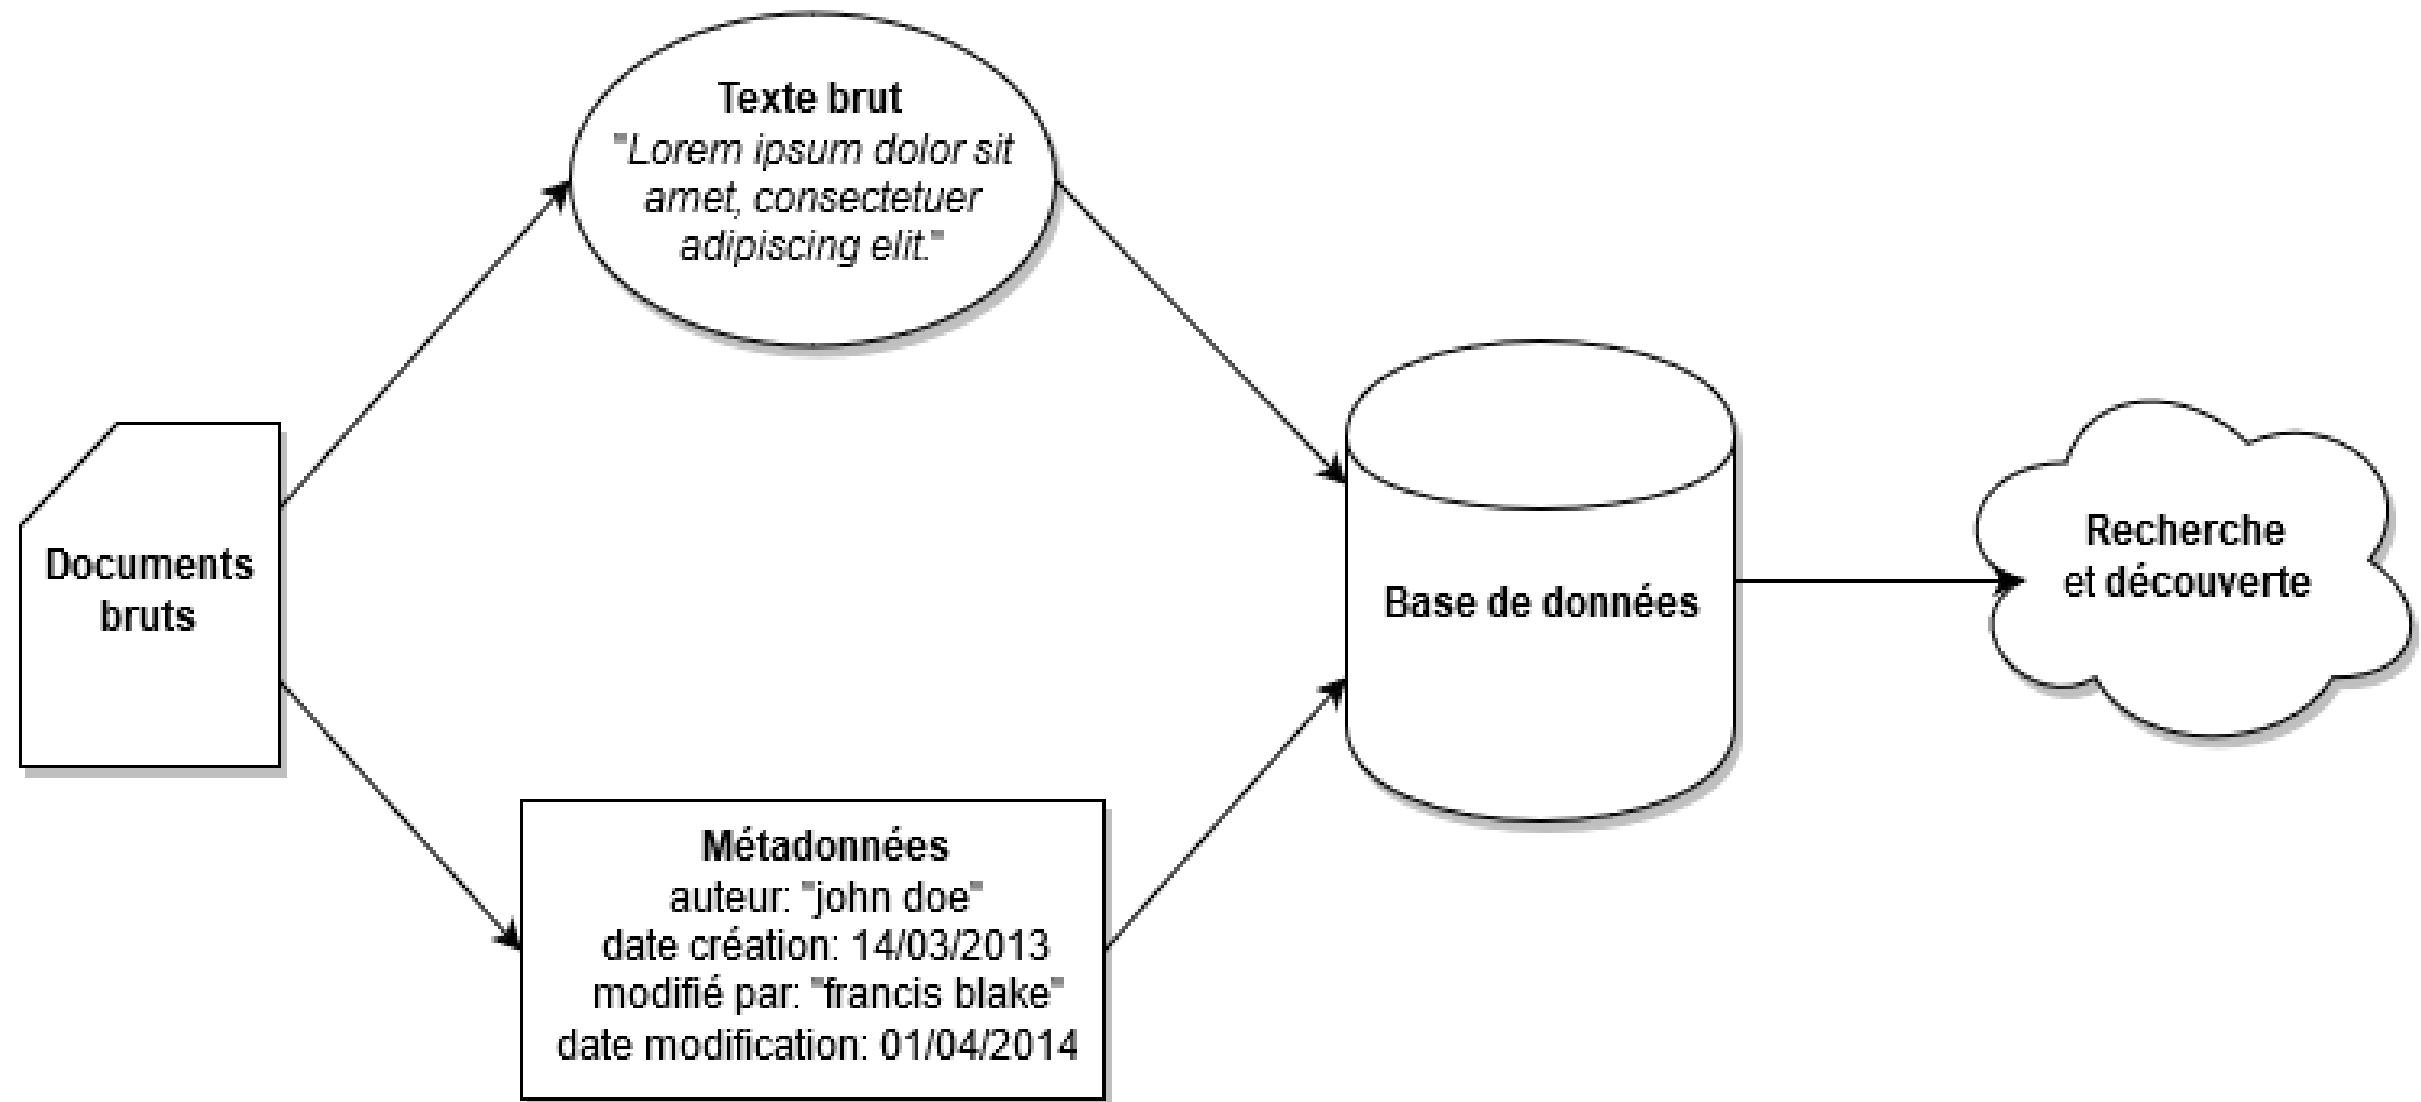 Texte brut
"Lorem ipsum dolor sit
amet, consectetuer
adipiscing elit."
Documents
bruts
Métadonnées
auteur: "john doe"
date création: 14/03/2013
modifié par: "francis blake"
date modification: 01/04/2014
Base de données
Recherche
et découverte